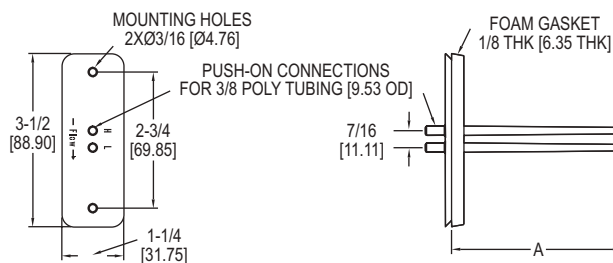 MOUNTING HOLES
2XØ3/16 [Ø4.76]
FOAM GASKET
1/8 THK [6.35 THK]
PUSH-ON CONNECTIONS
FOR 3/8 POLY TUBING [9.53 OD]
3-1/2
[88.90]
H
L
Flow
2-3/4
[69.85]
7/16
[11.11]
1-1/4
[31.75]
A